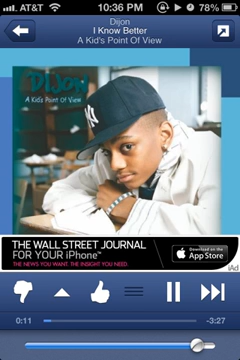 AT&T 10:36 PM 78%
Dijon
I Know Better
A Kid's Point Of View
DIJON
A Kid's Point Of View
NY
THE WALL STREET JOURNAL
FOR YOUR iPhone™
THE NEWS YOU WANT. THE INSIGHT YOU NEED.
Download on the
App Store
iAd
0:11 -3:27